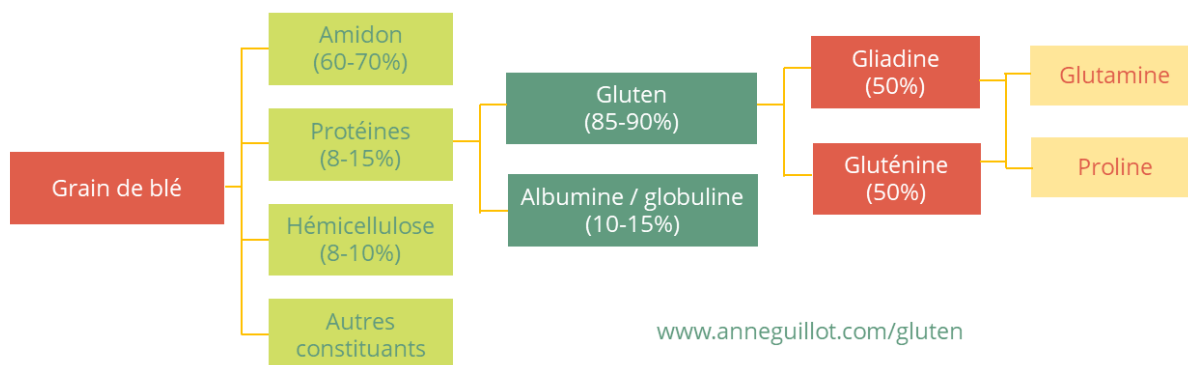 Grain de blé
Amidon
(60-70%)
Protéines
(8-15%)
Hémicellulose
(8-10%)
Autres
constituants
Gluten
(85-90%)
Albumine / globuline
(10-15%)
Gliadine
(50%)
Gluténine
(50%)
Glutamine
Proline
www.anneguillot.com/gluten